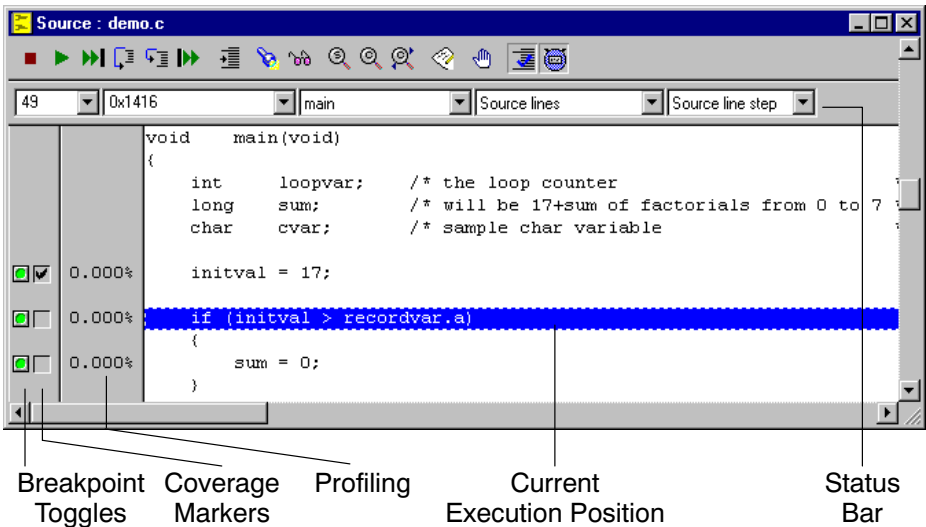 Source : demo.c
49 0x1416 main Source lines Source line step
void main(void)
{
int loopvar; /* the loop counter *
long sum; /* will be 17+sum of factorials from 0 to 7 *
char cvar; /* sample char variable *
0.000% initval = 17;
0.000% if (initval > recordvar.a)
{
0.000% sum = 0;
}
Breakpoint Toggles
Coverage Markers
Profiling
Current Execution Position
Status Bar